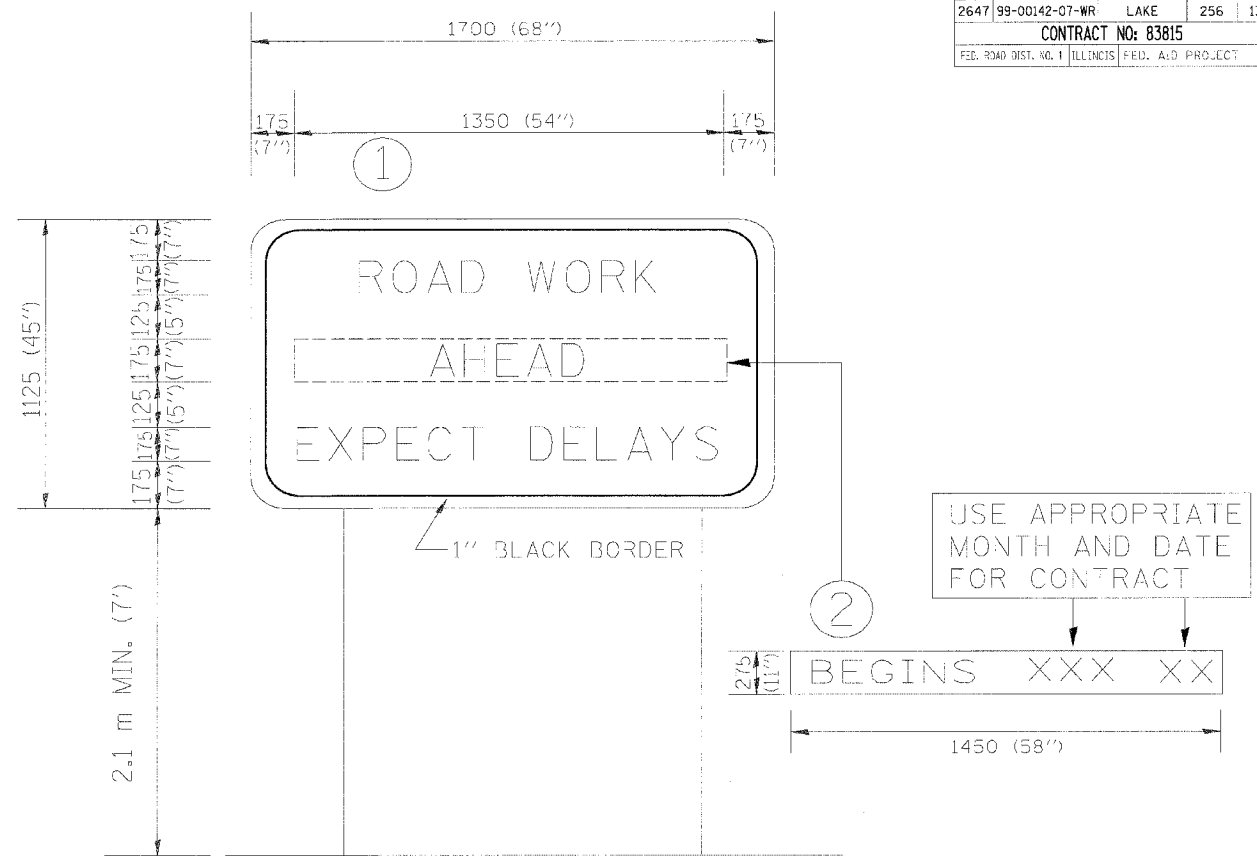 2647 99-00142-07-WR LAKE 256
CONTRACT NO: 83815
FED. ROAD DIST. NO. 1 ILLINOIS FED. AID PROJECT
1700 (68")
175 1350 (54") 175
(7") (7")
1
1125 (45")
175 (7")
175 (7")
125 (5")
175 (7")
125 (5")
175 (7")
175 (7")
ROAD WORK
AHEAD
EXPECT DELAYS
1" BLACK BORDER
2.1 m MIN. (7')
2
USE APPROPRIATE
MONTH AND DATE
FOR CONTRACT
275 (11")
BEGINS XXX XX
1450 (58")